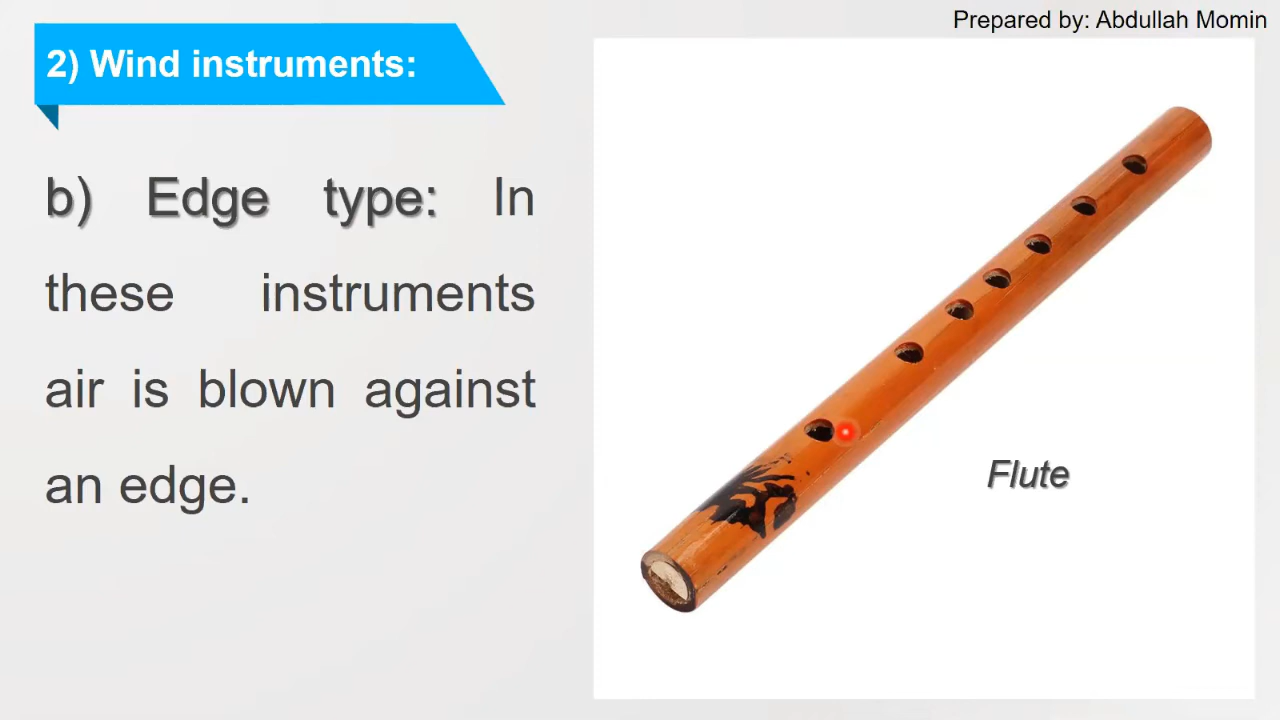 Prepared by: Abdullah Momin
2) Wind instruments:
b) Edge type: In
these instruments
air is blown against
an edge.
Flute